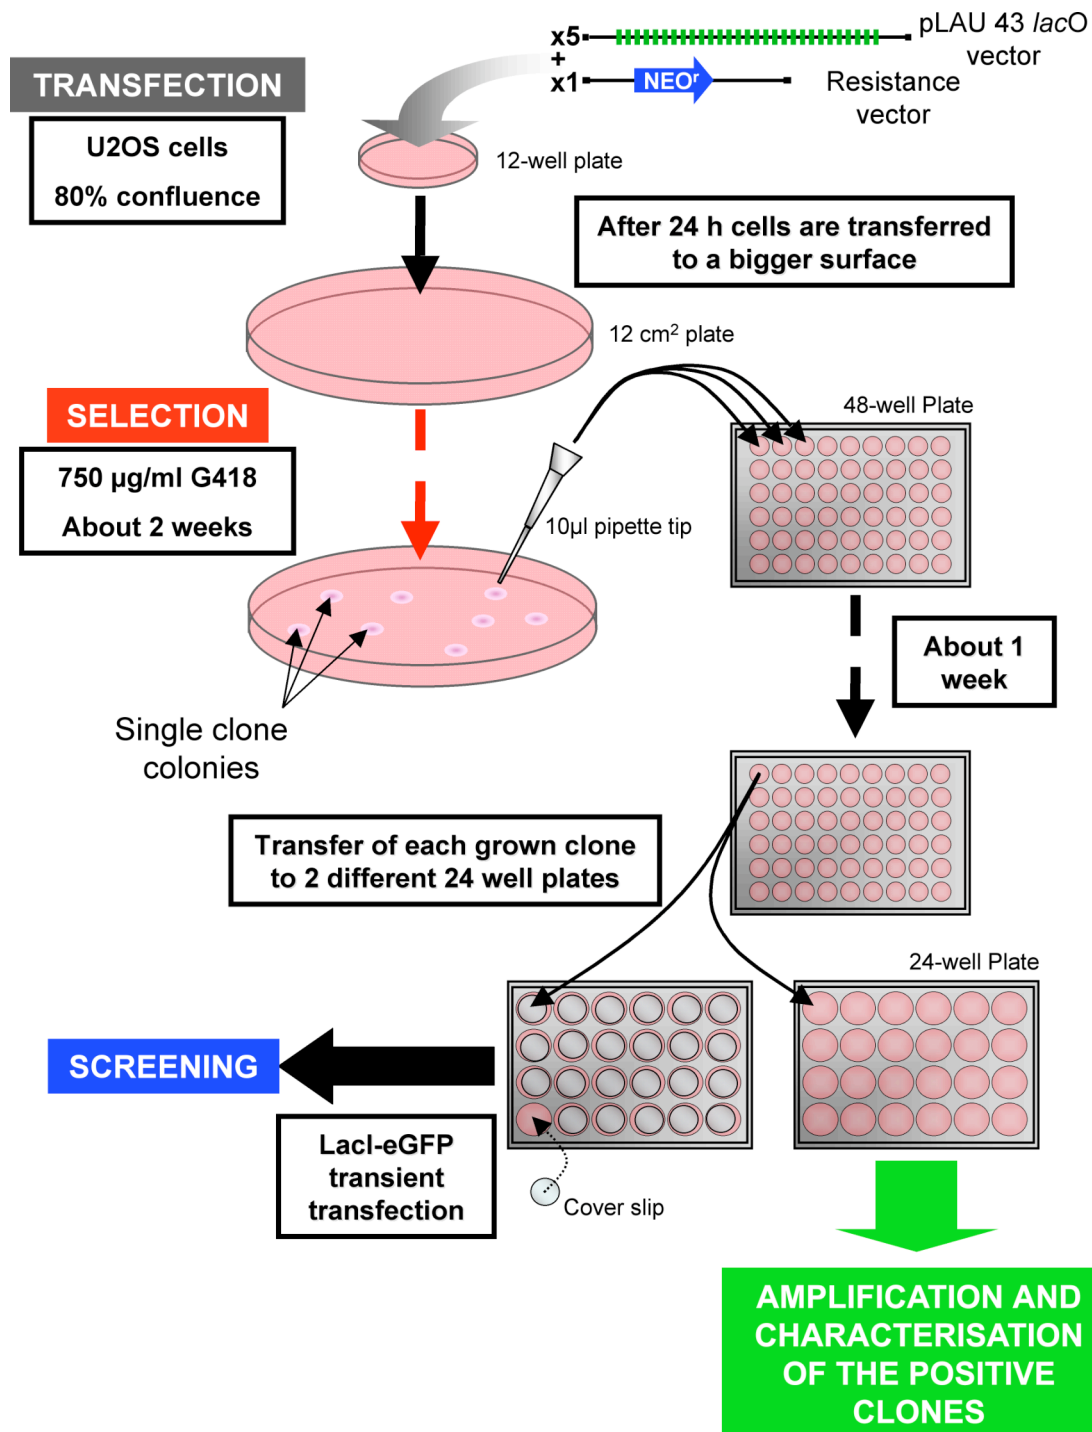 x5
pLAU 43 lacO
vector
+
x1
NEOr
Resistance
vector
TRANSFECTION
U2OS cells
80% confluence
12-well plate
After 24 h cells are transferred
to a bigger surface
12 cm² plate
SELECTION
750 µg/ml G418
About 2 weeks
48-well Plate
10µl pipette tip
About 1
week
Single clone
colonies
Transfer of each grown clone
to 2 different 24 well plates
24-well Plate
SCREENING
LacI-eGFP
transient
transfection
Cover slip
AMPLIFICATION AND
CHARACTERISATION
OF THE POSITIVE
CLONES